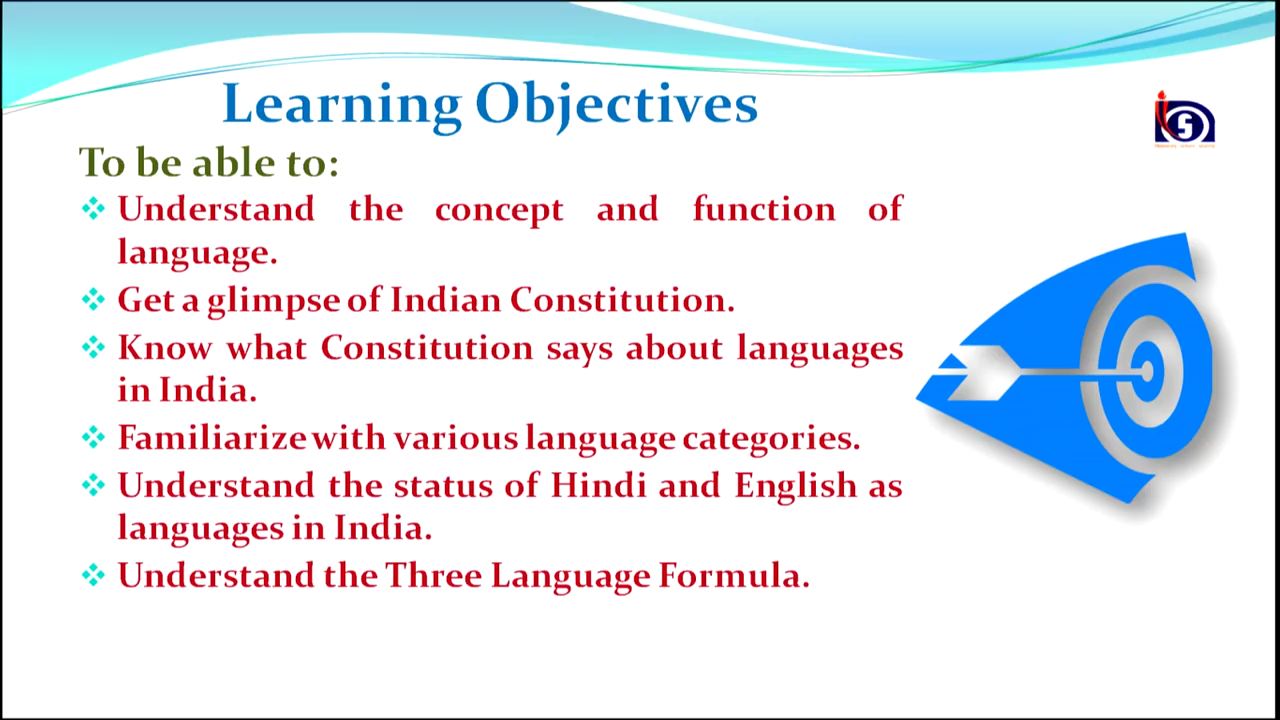 Learning Objectives
To be able to:
Understand the concept and function of
language.
Get a glimpse of Indian Constitution.
Know what Constitution says about languages
in India.
Familiarize with various language categories.
Understand the status of Hindi and English as
languages in India.
Understand the Three Language Formula.